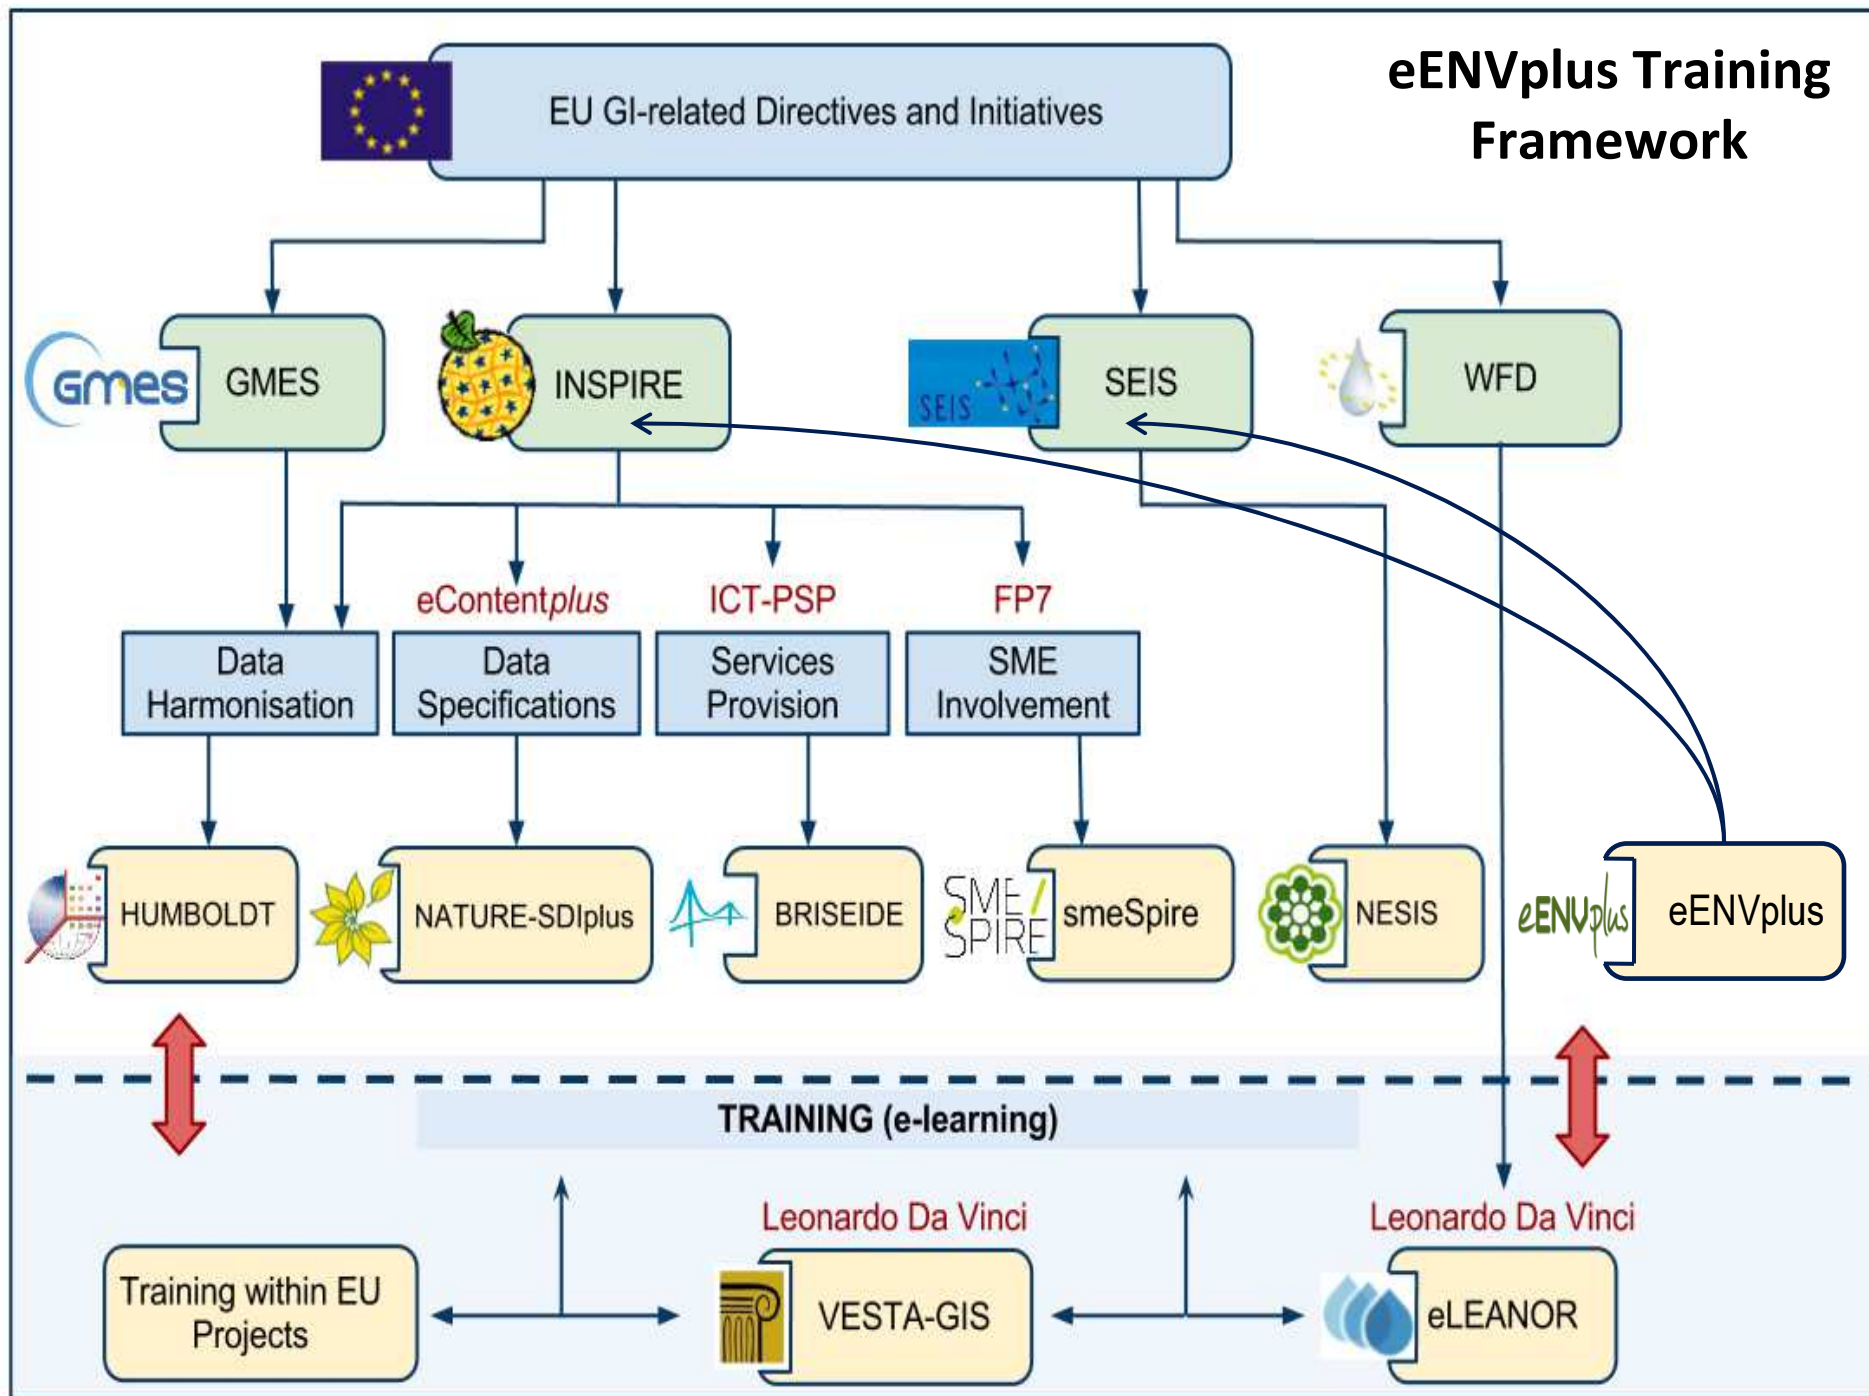 eENVplus Training
Framework
EU GI-related Directives and Initiatives
Gmes
GMES
INSPIRE
SEIS
SEIS
WFD
eContentplus
ICT-PSP
FP7
Data
Harmonisation
Data
Specifications
Services
Provision
SME
Involvement
HUMBOLDT
NATURE-SDIplus
BRISEIDE
SME
SPIRE
smeSpire
NESIS
eENVplus
eENVplus
TRAINING (e-learning)
Leonardo Da Vinci
Leonardo Da Vinci
Training within EU
Projects
VESTA-GIS
eLEANOR